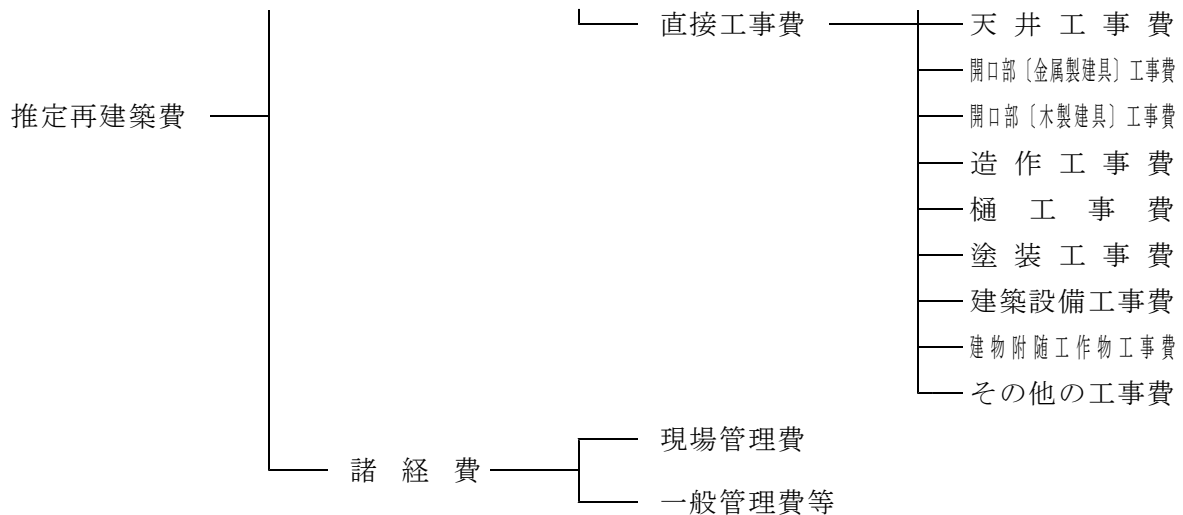 直接工事費
天井工事費
開口部〔金属製建具〕工事費
推定再建築費
開口部〔木製建具〕工事費
造作工事費
樋工事費
塗装工事費
建築設備工事費
建物附随工作物工事費
その他の工事費
諸経費
現場管理費
一般管理費等